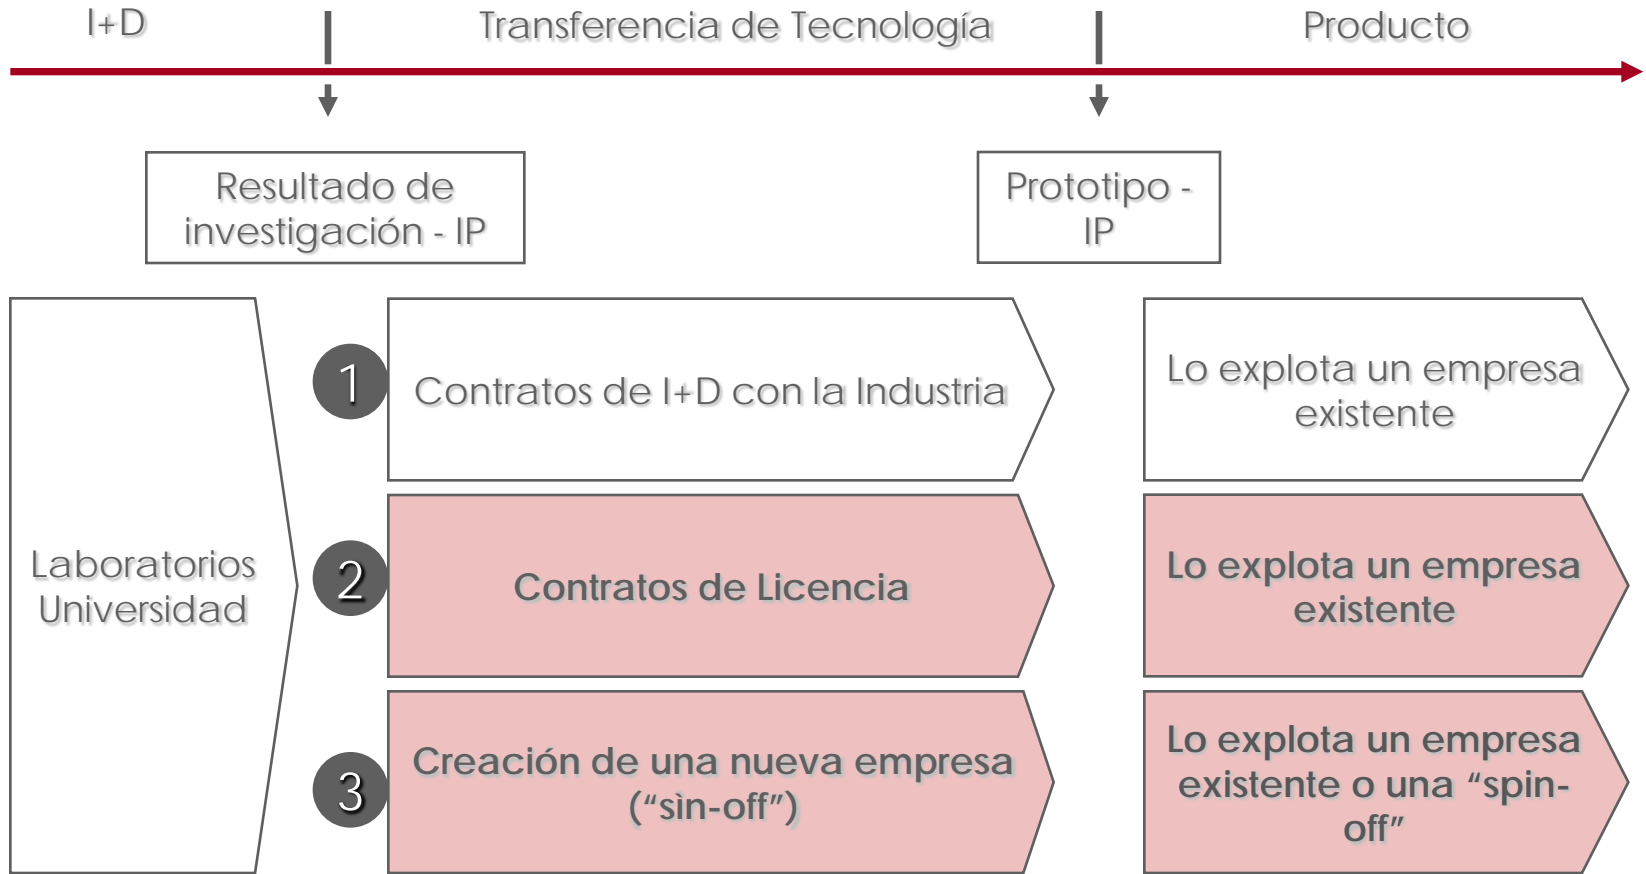 I+D
Transferencia de Tecnología
Producto
Resultado de
investigación - IP
Prototipo -
IP
Laboratorios
Universidad
1
Contratos de I+D con la Industria
Lo explota un empresa
existente
2
Contratos de Licencia
Lo explota un empresa
existente
3
Creación de una nueva empresa
(“sìn-off”)
Lo explota un empresa
existente o una “spin-
off”